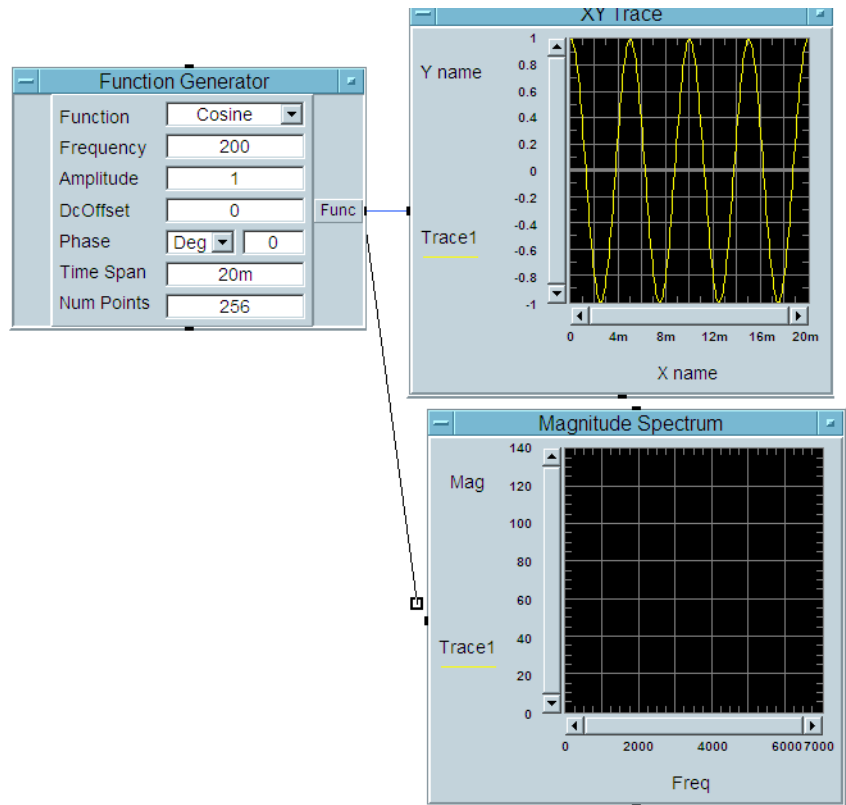 Function Generator
Function Cosine
Frequency 200
Amplitude 1
DcOffset 0
Phase Deg 0
Time Span 20m
Num Points 256
Func
XY Trace
Y name
Trace1
1
0.8
0.6
0.4
0.2
0
-0.2
-0.4
-0.6
-0.8
-1
0 4m 8m 12m 16m 20m
X name
Magnitude Spectrum
Mag
Trace1
140
120
100
80
60
40
20
0
0 2000 4000 60007000
Freq